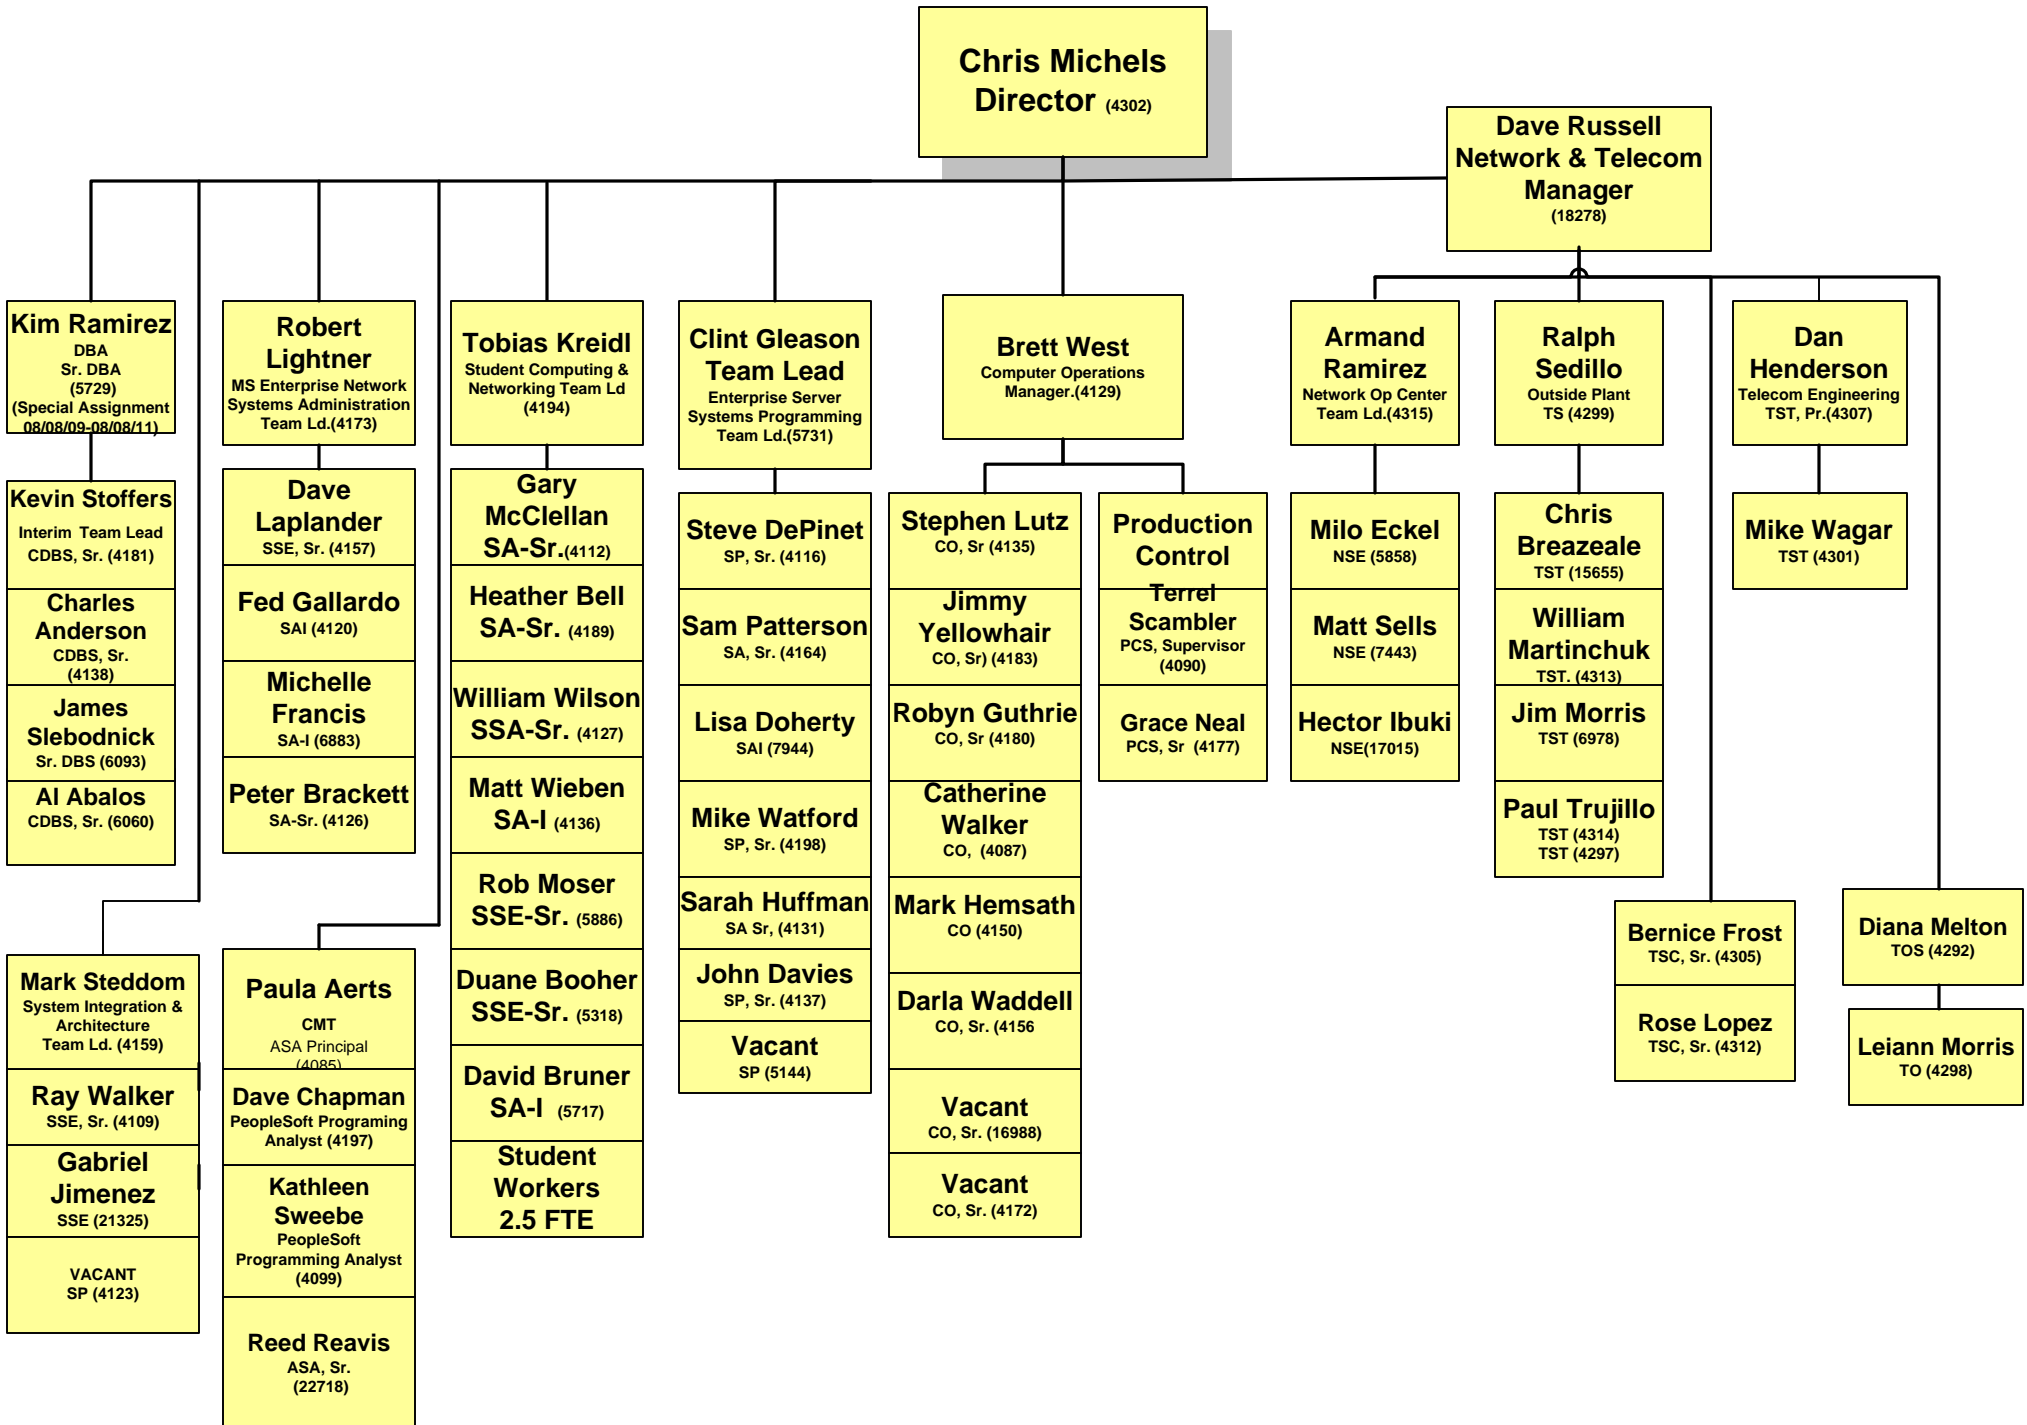 Chris Michels
Director (4302)
Dave Russell
Network & Telecom
Manager
(18278)
Kim Ramirez
DBA
Sr. DBA
(5729)
(Special Assignment
08/08/09-08/08/11)
Kevin Stoffers
Interim Team Lead
CDBS, Sr. (4181)
Charles
Anderson
CDBS, Sr.
(4138)
James
Slebodnick
Sr. DBS (6093)
Al Abalos
CDBS, Sr. (6060)
Mark Steddom
System Integration &
Architecture
Team Ld. (4159)
Ray Walker
SSE, Sr. (4109)
Gabriel
Jimenez
SSE (21325)
VACANT
SP (4123)
Robert
Lightner
MS Enterprise Network
Systems Administration
Team Ld.(4173)
Dave
Laplander
SSE, Sr. (4157)
Fed Gallardo
SAI (4120)
Michelle
Francis
SA-I (6883)
Peter Brackett
SA-Sr. (4126)
Paula Aerts
CMT
ASA Principal
(4085)
Dave Chapman
PeopleSoft Programing
Analyst (4197)
Kathleen
Sweebe
PeopleSoft
Programming Analyst
(4099)
Reed Reavis
ASA, Sr.
(22718)
Tobias Kreidl
Student Computing &
Networking Team Ld
(4194)
Gary
McClellan
SA-Sr.(4112)
Heather Bell
SA-Sr. (4189)
William Wilson
SSA-Sr. (4127)
Matt Wieben
SA-I (4136)
Rob Moser
SSE-Sr. (5886)
Duane Booher
SSE-Sr. (5318)
David Bruner
SA-I (5717)
Student
Workers
2.5 FTE
Clint Gleason
Team Lead
Enterprise Server
Systems Programming
Team Ld.(5731)
Steve DePinet
SP, Sr. (4116)
Sam Patterson
SA, Sr. (4164)
Lisa Doherty
SAI (7944)
Mike Watford
SP, Sr. (4198)
Sarah Huffman
SA Sr, (4131)
John Davies
SP, Sr. (4137)
Vacant
SP (5144)
Brett West
Computer Operations
Manager.(4129)
Stephen Lutz
CO, Sr (4135)
Jimmy
Yellowhair
CO, Sr) (4183)
Robyn Guthrie
CO, Sr (4180)
Catherine
Walker
CO, (4087)
Mark Hemsath
CO (4150)
Darla Waddell
CO, Sr. (4156
Vacant
CO, Sr. (16988)
Vacant
CO, Sr. (4172)
Production
Control
Terrel
Scambler
PCS, Supervisor
(4090)
Grace Neal
PCS, Sr (4177)
Armand
Ramirez
Network Op Center
Team Ld.(4315)
Milo Eckel
NSE (5858)
Matt Sells
NSE (7443)
Hector Ibuki
NSE(17015)
Ralph
Sedillo
Outside Plant
TS (4299)
Chris
Breazeale
TST (15655)
William
Martinchuk
TST. (4313)
Jim Morris
TST (6978)
Paul Trujillo
TST (4314)
TST (4297)
Dan
Henderson
Telecom Engineering
TST, Pr.(4307)
Mike Wagar
TST (4301)
Bernice Frost
TSC, Sr. (4305)
Rose Lopez
TSC, Sr. (4312)
Diana Melton
TOS (4292)
Leiann Morris
TO (4298)